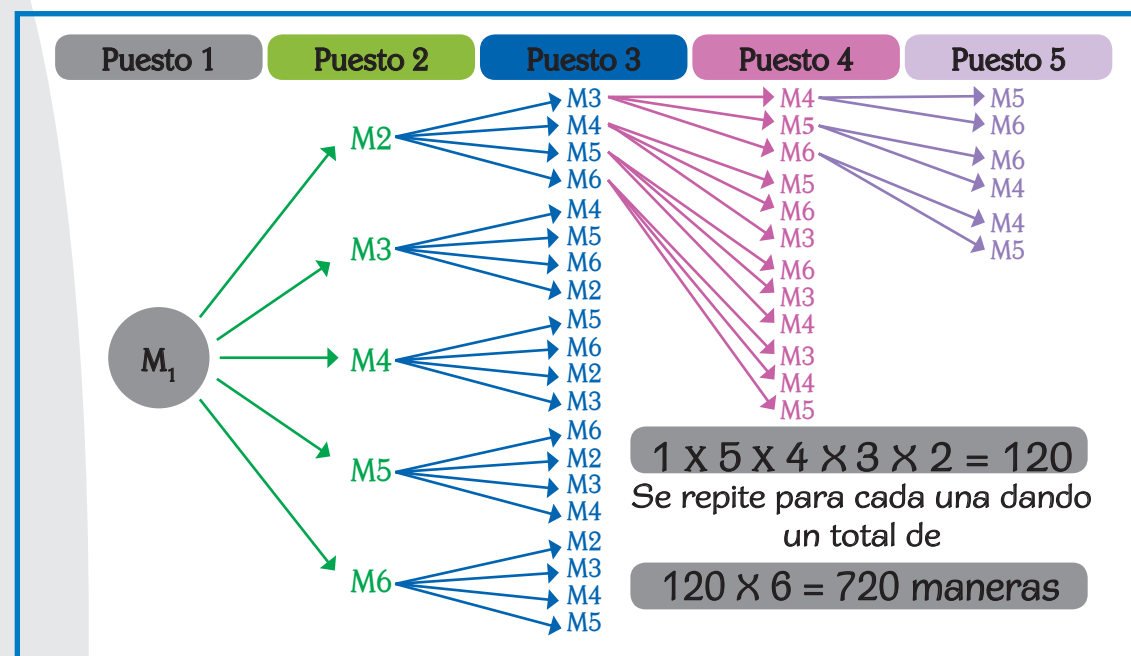 Puesto 1 Puesto 2 Puesto 3 Puesto 4 Puesto 5
M1
M2
M3
M4
M5
M6
M3
M4
M5
M6
M4
M5
M6
M2
M5
M6
M2
M3
M6
M2
M3
M4
M2
M3
M4
M5
M4
M5
M6
M5
M6
M3
M6
M3
M4
M3
M4
M5
M5
M6
M6
M4
M4
M5
1 x 5 x 4 X 3 X 2 = 120
Se repite para cada una dando
un total de
120 X 6 = 720 maneras